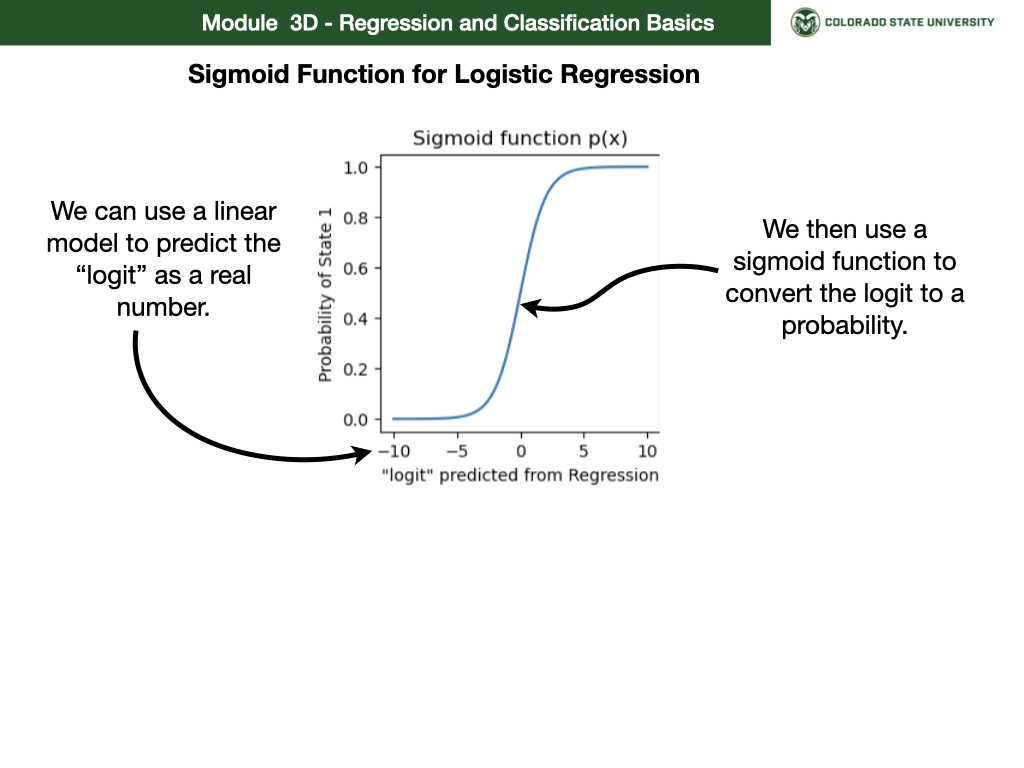 Module  3D - Regression and Classification Basics
COLORADO STATE UNIVERSITY
Sigmoid Function for Logistic Regression
We can use a linear
model to predict the
“logit” as a real
number.
Sigmoid function p(x)
Probability of State 1
1.0
0.8
0.6
0.4
0.2
0.0
−10
−5
0
5
10
"logit" predicted from Regression
We then use a
sigmoid function to
convert the logit to a
probability.